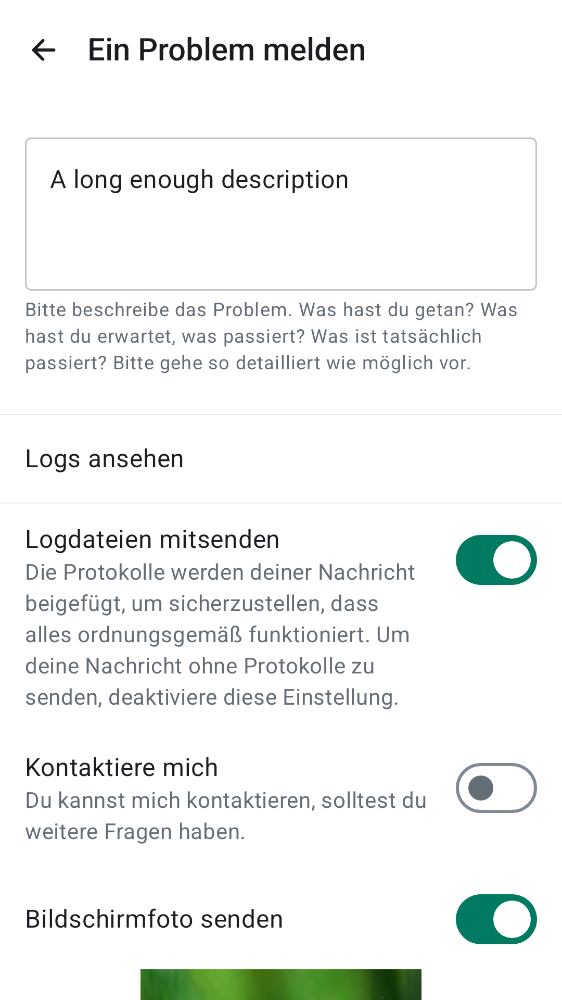 Ein Problem melden
A long enough description
Bitte beschreibe das Problem. Was hast du getan? Was
hast du erwartet, was passiert? Was ist tatsächlich
passiert? Bitte gehe so detailliert wie möglich vor.
Logs ansehen
Logdateien mitsenden
Die Protokolle werden deiner Nachricht
beigefügt, um sicherzustellen, dass
alles ordnungsgemäß funktioniert. Um
deine Nachricht ohne Protokolle zu
senden, deaktiviere diese Einstellung.
Kontaktiere mich
Du kannst mich kontaktieren, solltest du
weitere Fragen haben.
Bildschirmfoto senden